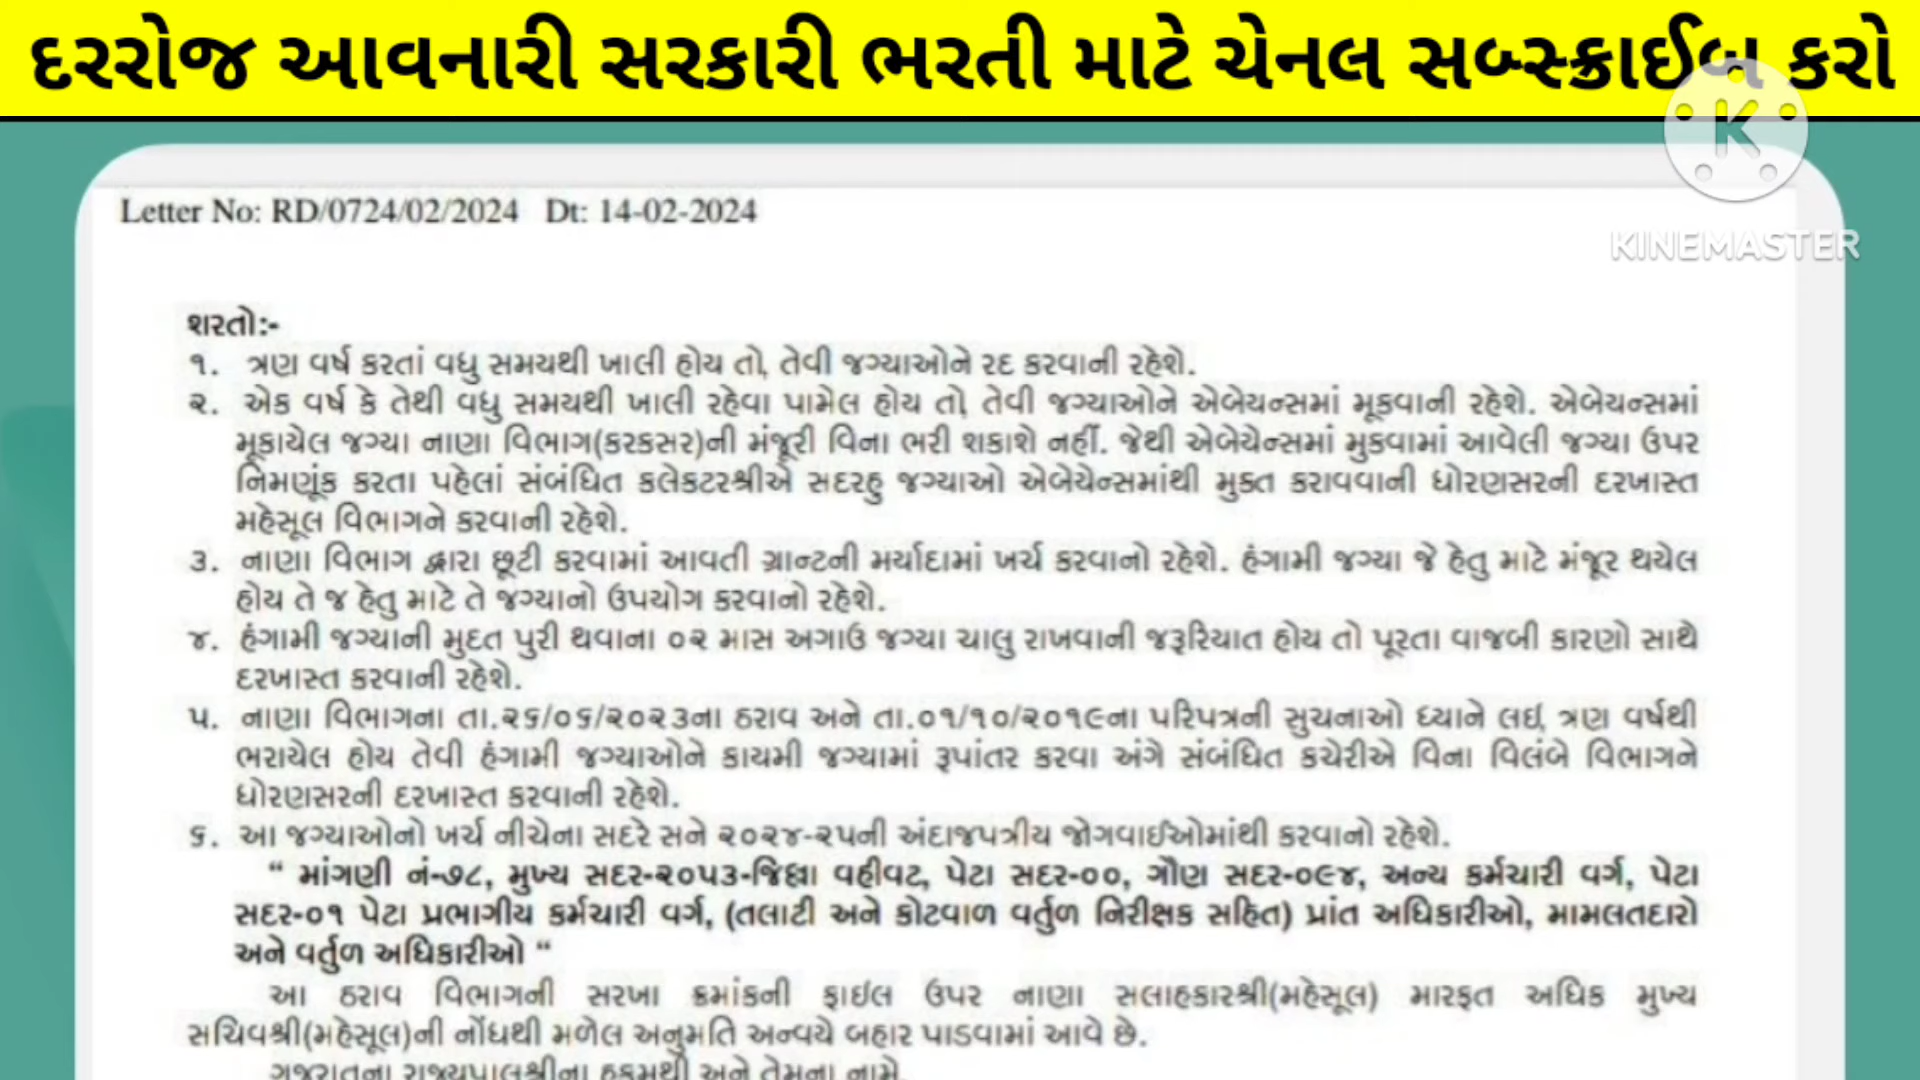 દરરોજ આવનારી સરકારી ભરતી માટે ચેનલ સબ્સ્ક્રાઈબ કરો
KINEMASTER
Letter No: RD/0724/02/2024 Dt: 14-02-2024
શરતો:-
૧. ત્રણ વર્ષ કરતાં વધુ સમયથી ખાલી હોય તો, તેવી જગ્યાઓને રદ કરવાની રહેશે.
૨. એક વર્ષ કે તેથી વધુ સમયથી ખાલી રહેવા પામેલ હોય તો, તેવી જગ્યાઓને એબેયન્સમાં મૂકવાની રહેશે. એબેયન્સમાં
મૂકાયેલ જગ્યા નાણા વિભાગ(કરકસર)ની મંજૂરી વિના ભરી શકાશે નહીં. જેથી એબેયેન્સમાં મુકવામાં આવેલી જગ્યા ઉપર
નિમણૂંક કરતા પહેલાં સંબંધિત કલેકટરશ્રીએ સદરહુ જગ્યાઓ એબેયેન્સમાંથી મુક્ત કરાવવાની ધોરણસરની દરખાસ્ત
મહેસૂલ વિભાગને કરવાની રહેશે.
૩. નાણા વિભાગ દ્વારા છૂટી કરવામાં આવતી ગ્રાન્ટની મર્યાદામાં ખર્ચ કરવાનો રહેશે. હંગામી જગ્યા જે હેતુ માટે મંજૂર થયેલ
હોય તે જ હેતુ માટે તે જગ્યાનો ઉપયોગ કરવાનો રહેશે.
૪. હંગામી જગ્યાની મુદત પુરી થવાના ૦૨ માસ અગાઉ જગ્યા ચાલુ રાખવાની જરૂરિયાત હોય તો પૂરતા વાજબી કારણો સાથે
દરખાસ્ત કરવાની રહેશે.
૫. નાણા વિભાગના તા.૨૬/૦૬/૨૦૨૩ના ઠરાવ અને તા.૦૧/૧૦/૨૦૧૯ના પરિપત્રની સુચનાઓ ધ્યાને લઇ, ત્રણ વર્ષથી
ભરાયેલ હોય તેવી હંગામી જગ્યાઓને કાયમી જગ્યામાં રૂપાંતર કરવા અંગે સંબંધિત કચેરીએ વિના વિલંબે વિભાગને
ધોરણસરની દરખાસ્ત કરવાની રહેશે.
૬. આ જગ્યાઓનો ખર્ચ નીચેના સદરે સને ૨૦૨૪-૨૫ની અંદાજપત્રીય જોગવાઈઓમાંથી કરવાનો રહેશે.
“ માંગણી નં-૭૮, મુખ્ય સદર-૨૦૫૩-જિલ્લા વહીવટ, પેટા સદર-૦૦, ગૌણ સદર-૦૯૪, અન્ય કર્મચારી વર્ગ, પેટા
સદર-૦૧ પેટા પ્રભાગીય કર્મચારી વર્ગ, (તલાટી અને કોટવાળ વર્તુળ નિરીક્ષક સહિત) પ્રાંત અધિકારીઓ, મામલતદારો
અને વર્તુળ અધિકારીઓ “
આ ઠરાવ વિભાગની સરખા ક્રમાંકની ફાઈલ ઉપર નાણા સલાહકારશ્રી(મહેસૂલ) મારફત અધિક મુખ્ય
સચિવશ્રી(મહેસૂલ)ની નોંધથી મળેલ અનુમતિ અન્વયે બહાર પાડવામાં આવે છે.
ગુજરાતના રાજ્યપાલશ્રીના હુકમથી અને તેમના નામે,